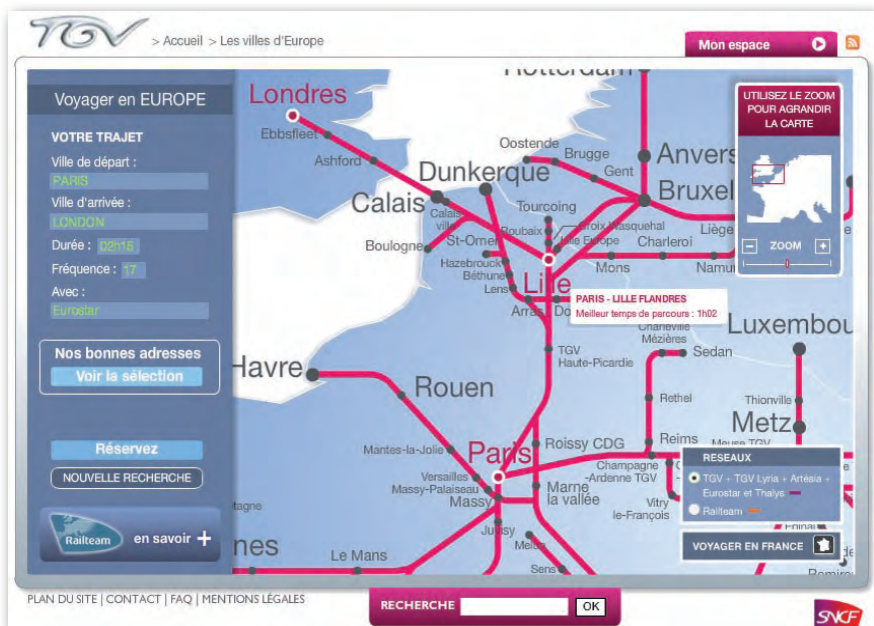 TGV > Accueil > Les villes d'Europe
Mon espace
Voyager en EUROPE
VOTRE TRAJET
Ville de départ :
PARIS
Ville d'arrivée :
LONDON
Durée : 02h15
Fréquence : 17
Avec :
Eurostar
Nos bonnes adresses
Voir la sélection
Réservez
NOUVELLE RECHERCHE
Railteam en savoir +
Rotterdam
Londres
Ebbsfleet
Ashford
Oostende
Brugge
Gent
Anvers
Dunkerque
Bruxel
Calais
Calais
ville
Tourcoing
Roubaix
Croix Wasquehal
Lille Europe
Liège
Boulogne
St-Omer
Charleroi
Hazebrouck
Béthune
Mons
Namur
Lens
Lille
Arras
PARIS - LILLE FLANDRES
Meilleur temps de parcours : 1h02
Charleville
Mézières
Luxembou
TGV
Haute-Picardie
Sedan
Havre
Rouen
Rethel
Thionville
Metz
Mantes-la-Jolie
Paris
Roissy CDG
Reims
Meuse TGV
Versailles
Massy-Palaiseau
Massy
Marne
la vallée
Champagne
-Ardenne TGV
Vitry
le-François
Juvisy
Melun
Sens
Le Mans
nes
UTILISEZ LE ZOOM
POUR AGRANDIR
LA CARTE
- ZOOM +
RESEAUX
TGV + TGV Lyria + Artésia +
Eurostar et Thalys
Railteam
VOYAGER EN FRANCE
PLAN DU SITE | CONTACT | FAQ | MENTIONS LÉGALES
RECHERCHE OK
SNCF